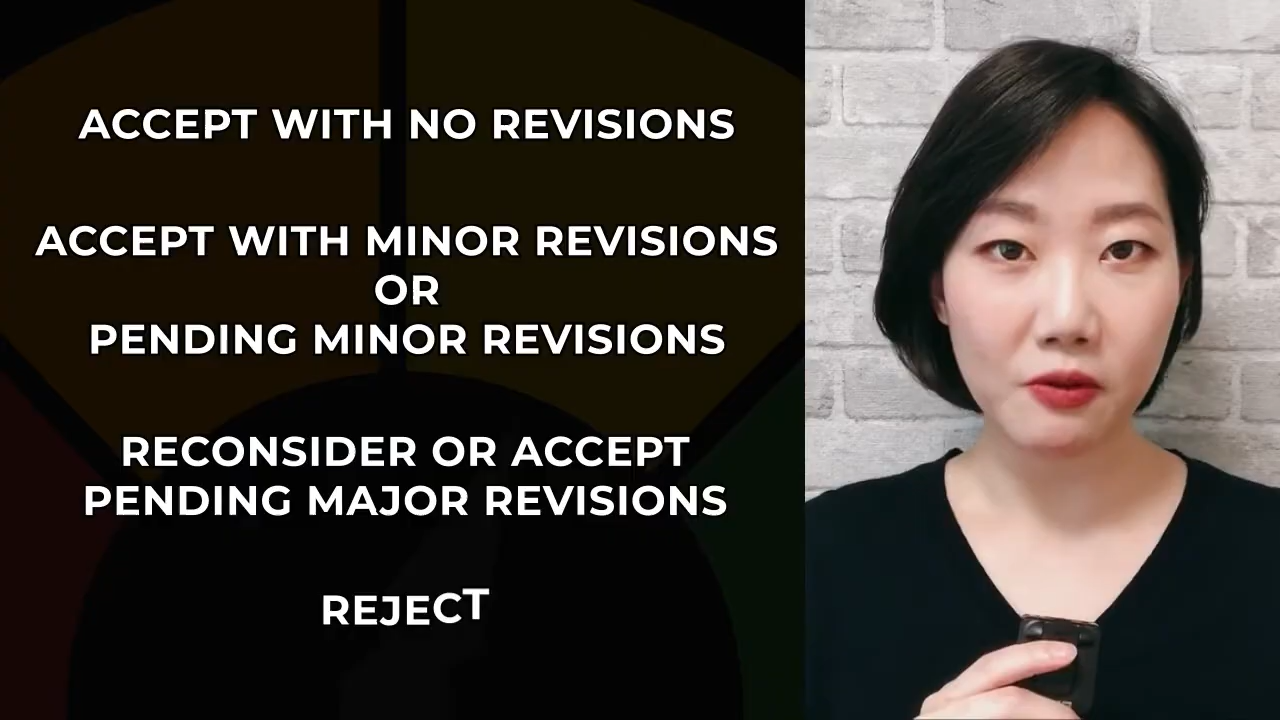 ACCEPT WITH NO REVISIONS
ACCEPT WITH MINOR REVISIONS
OR
PENDING MINOR REVISIONS
RECONSIDER OR ACCEPT
PENDING MAJOR REVISIONS
REJECT